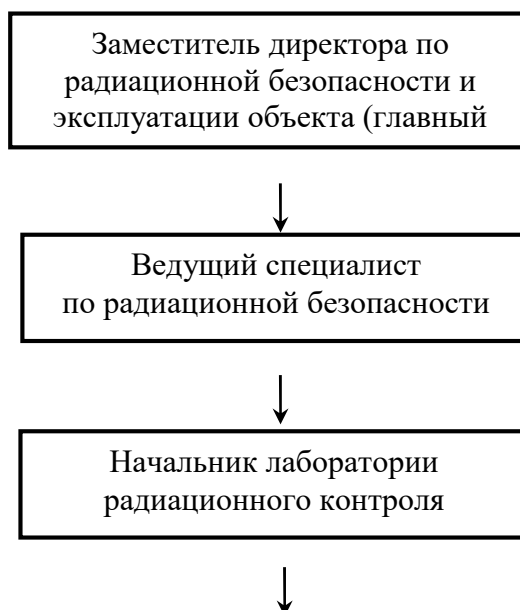 Заместитель директора по
радиационной безопасности и
эксплуатации объекта (главный
Ведущий специалист
по радиационной безопасности
Начальник лаборатории
радиационного контроля